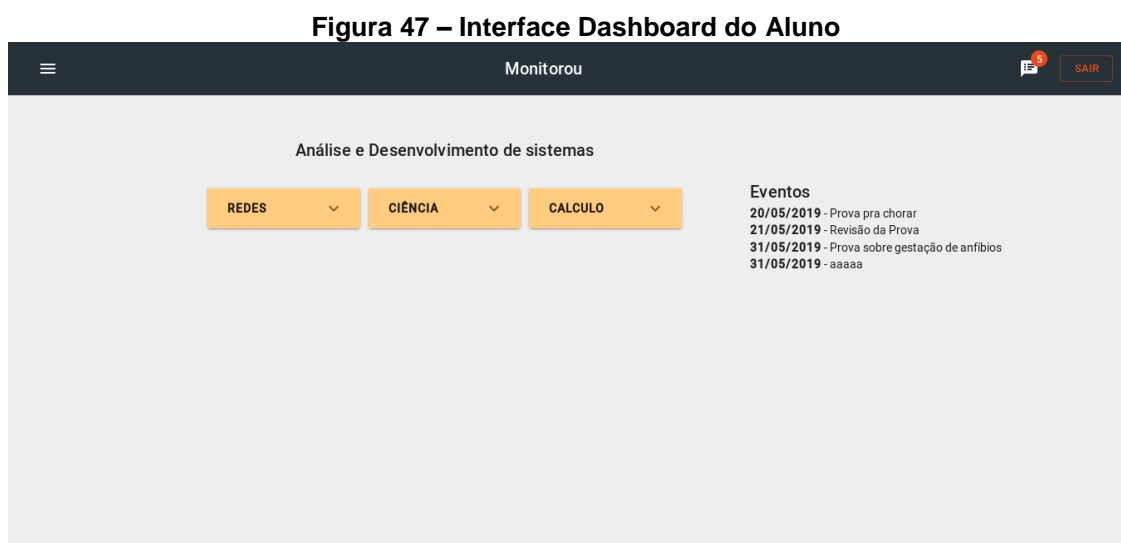 Figura 47 – Interface Dashboard do Aluno
Monitorou
5
SAIR
Análise e Desenvolvimento de sistemas
REDES
CIÊNCIA
CALCULO
Eventos
20/05/2019 - Prova pra chorar
21/05/2019 - Revisão da Prova
31/05/2019 - Prova sobre gestação de anfíbios
31/05/2019 - aaaaa